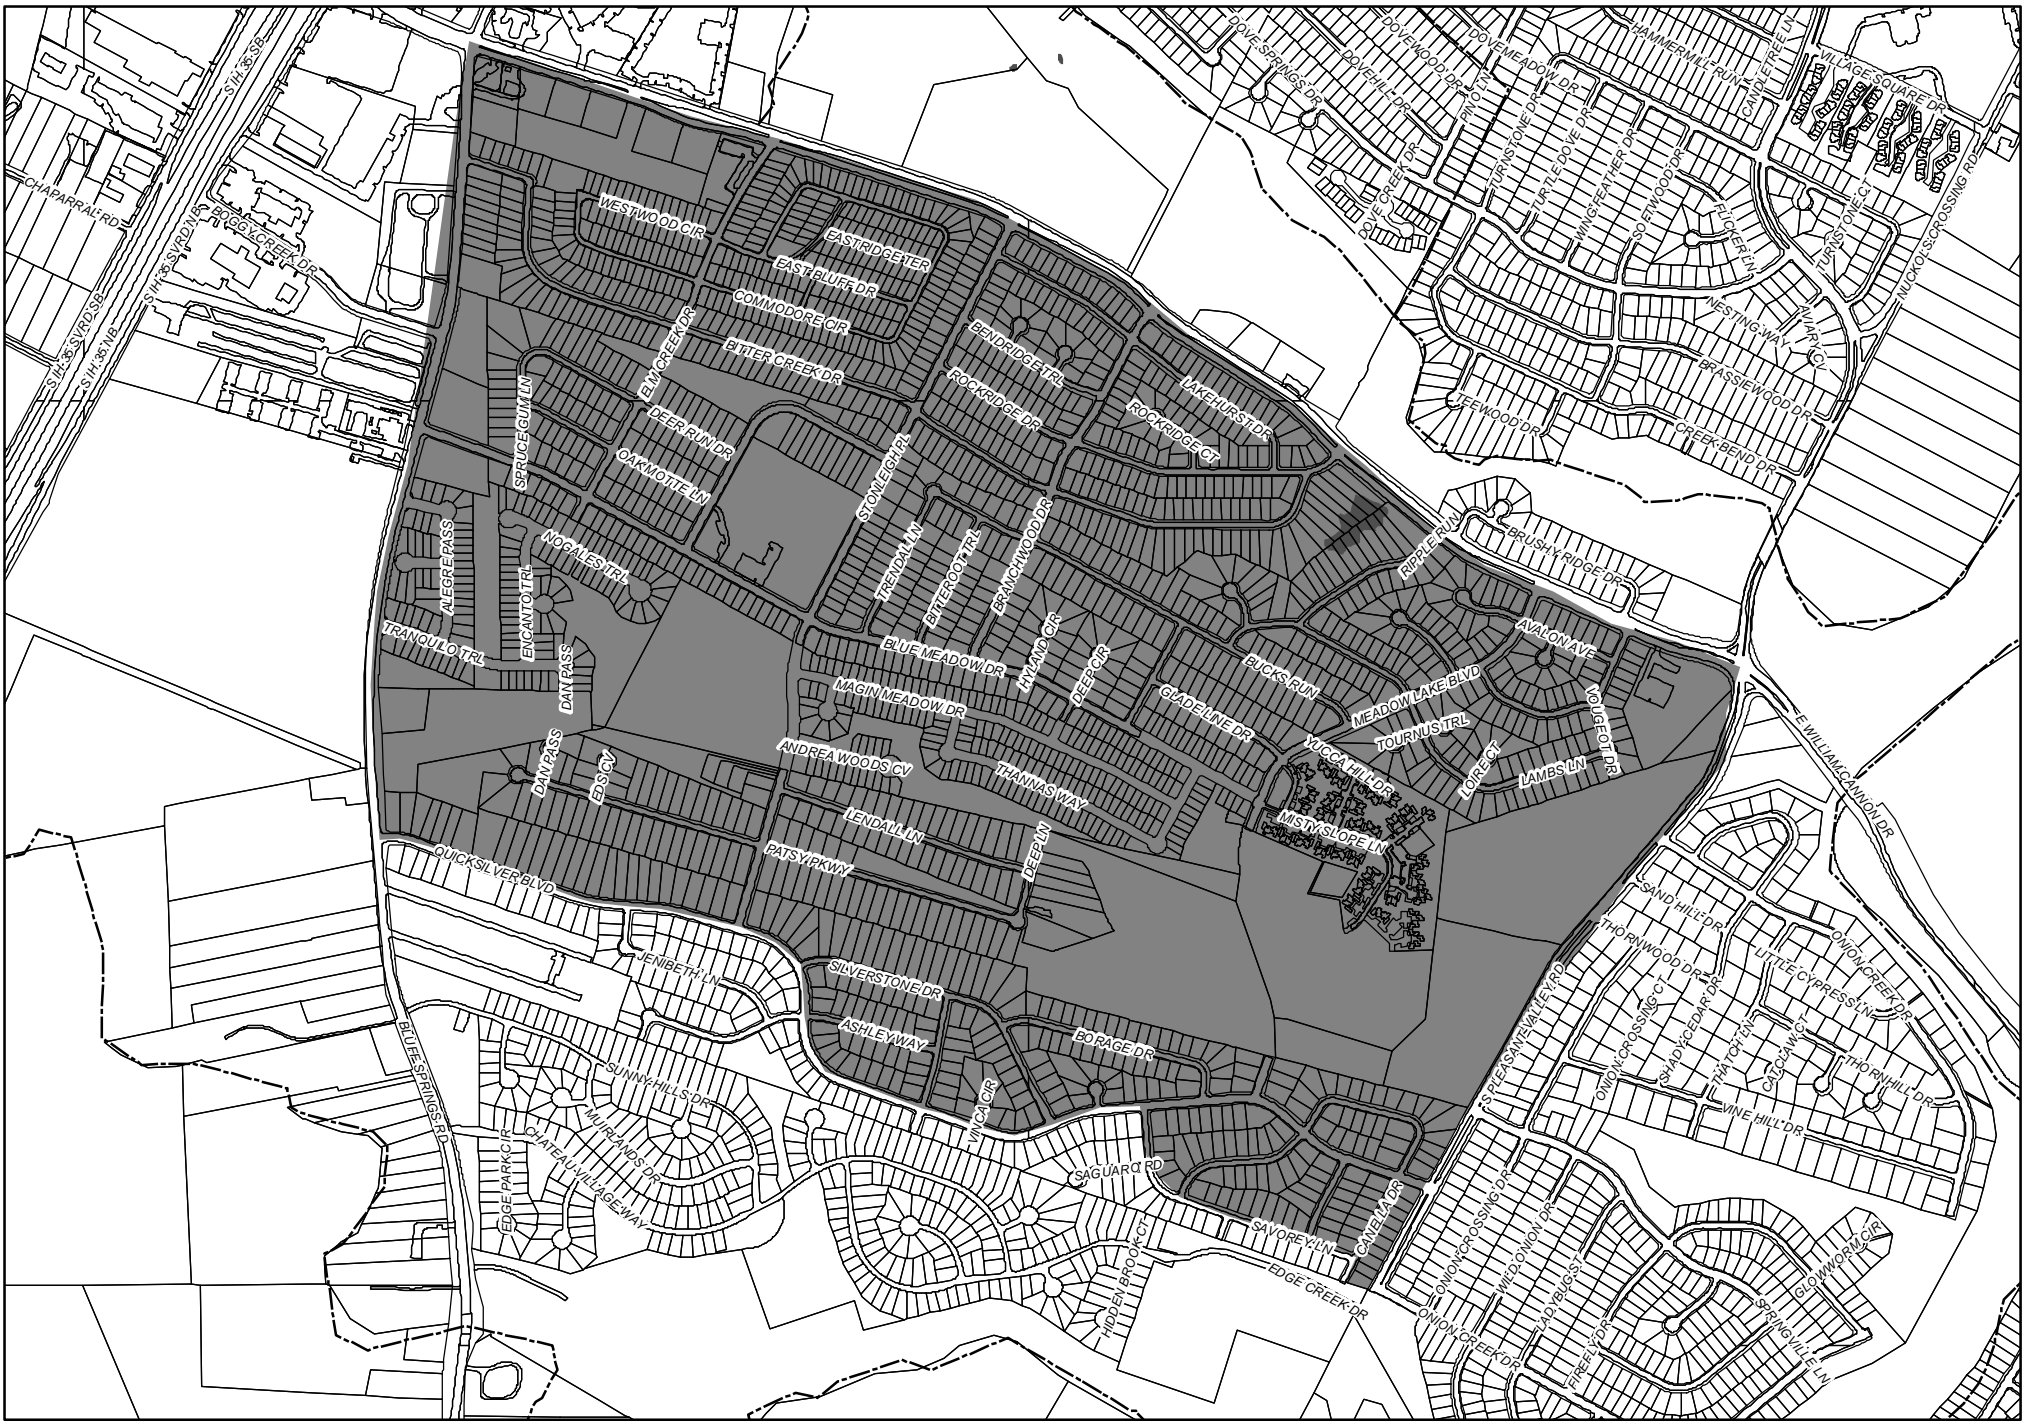 S IH 35 SB
CHAPARRAL RD
BOGGY CREEK DR
S IH 35 SVRD NB
S IH 35 SVRD SB
S IH 35 NB
DOVE SPRINGS DR
DOVEHILL DR
DOVEWOOD DR
DOVEMEADOW DR
PINO LN
HAMMERMILL RUN
CANDLETREE LN
VILLAGE SQUARE DR
TURNSTONE DR
TURTLE DOVE DR
WING FEATHER DR
SOFTWOOD DR
FLICKER LN
TURNSTONE CT
NUCKOLS CROSSING RD
DOVE CREEK DR
NESTING WAY
AVIARY CV
BRASSIEWOOD DR
TEEWOOD DR
CREEK BEND DR
WESTWOOD CIR
EASTRIDGE TER
EAST BLUFF DR
COMMODORE CIR
BITTER CREEK DR
ELM CREEK DR
SPRUCE GUM LN
DEER RUN DR
OAK MOTTE LN
STONLEIGH PL
BENDRIDGE TRL
ROCKRIDGE DR
LAKEHURST DR
ROCKRIDGE CT
ALEGRE PASS
ENCANTO TRL
NOGALES TRL
TRENDAL LN
BITTEROOT TRL
BRANCHWOOD DR
RIPPLE RUN
BRUSHY RIDGE DR
TRANQUILO TRL
DAN PASS
BLUE MEADOW DR
HYLAND CIR
DEEP CIR
BUCKS RUN
AVALON AVE
MAGIN MEADOW DR
GLADE LINE DR
MEADOW LAKE BLVD
TOURNUS TRL
VOUGEOT DR
DAN PASS
EDS CV
ANDREA WOODS CV
THANNAS WAY
YUCCA HILL DR
LOIRE CT
LAMBS LN
E WILLIAM CANNON DR
LENDALL LN
DEEP LN
MISTY SLOPE LN
QUICKSILVER BLVD
PATSY PKWY
SAND HILL DR
THORNWOOD DR
ONION CREEK DR
LITTLE CYPRESS LN
JENIBETH LN
SILVERSTONE DR
S PLEASANT VALLEY RD
ONION CROSSING CT
SHADY CEDAR DR
THATCH LN
CATCLAW CT
THORNHILL DR
BLUFF SPRINGS RD
ASHLEY WAY
BORAGE DR
SUNNY HILLS DR
VINCA CIR
VINE HILL DR
MUIRLANDS DR
EDGE PARK CIR
CHATEAU VILLAGE WAY
SAGUARO RD
SAVOREY LN
CANELLA DR
ONION CROSSING DR
WILD ONION DR
LADYBUG ST
GLOWWORM CIR
HIDDEN BROOK CT
EDGE CREEK DR
ONION CREEK DR
FIREFLY DR
SPRINGVILLE LN